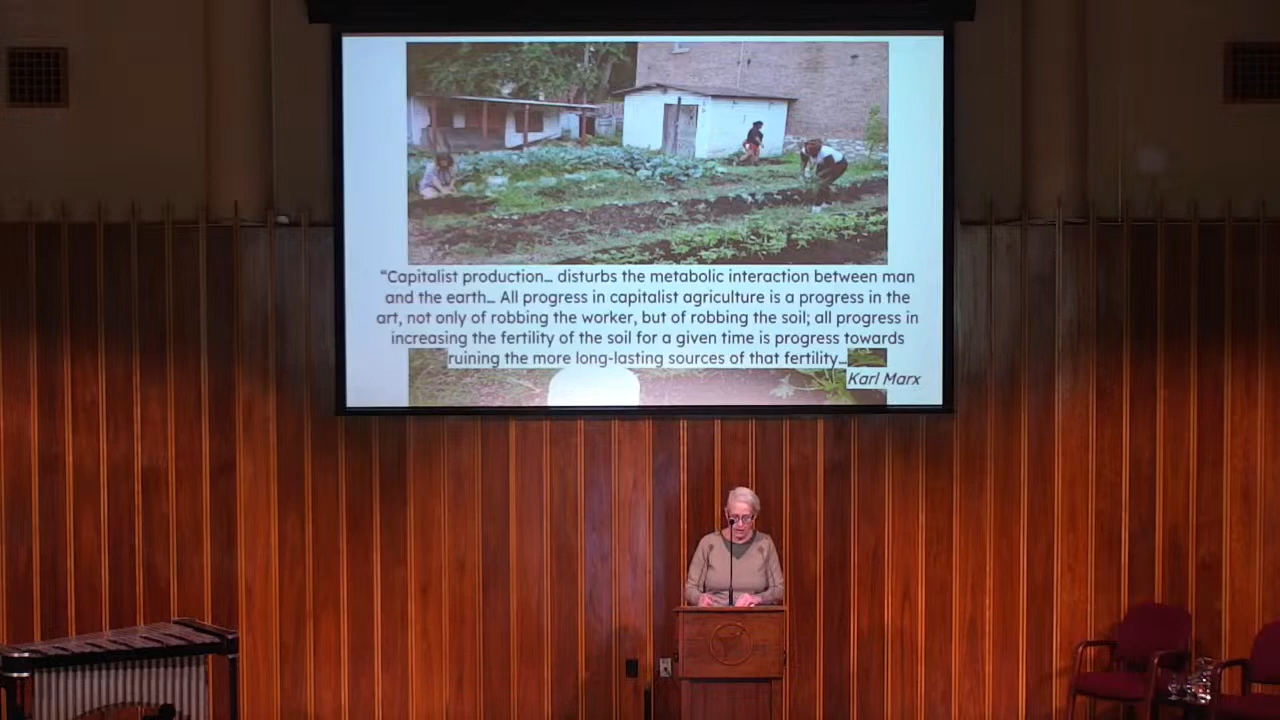 “Capitalist production… disturbs the metabolic interaction between man
and the earth… All progress in capitalist agriculture is a progress in the
art, not only of robbing the worker, but of robbing the soil; all progress in
increasing the fertility of the soil for a given time is progress towards
ruining the more long-lasting sources of that fertility…
Karl Marx